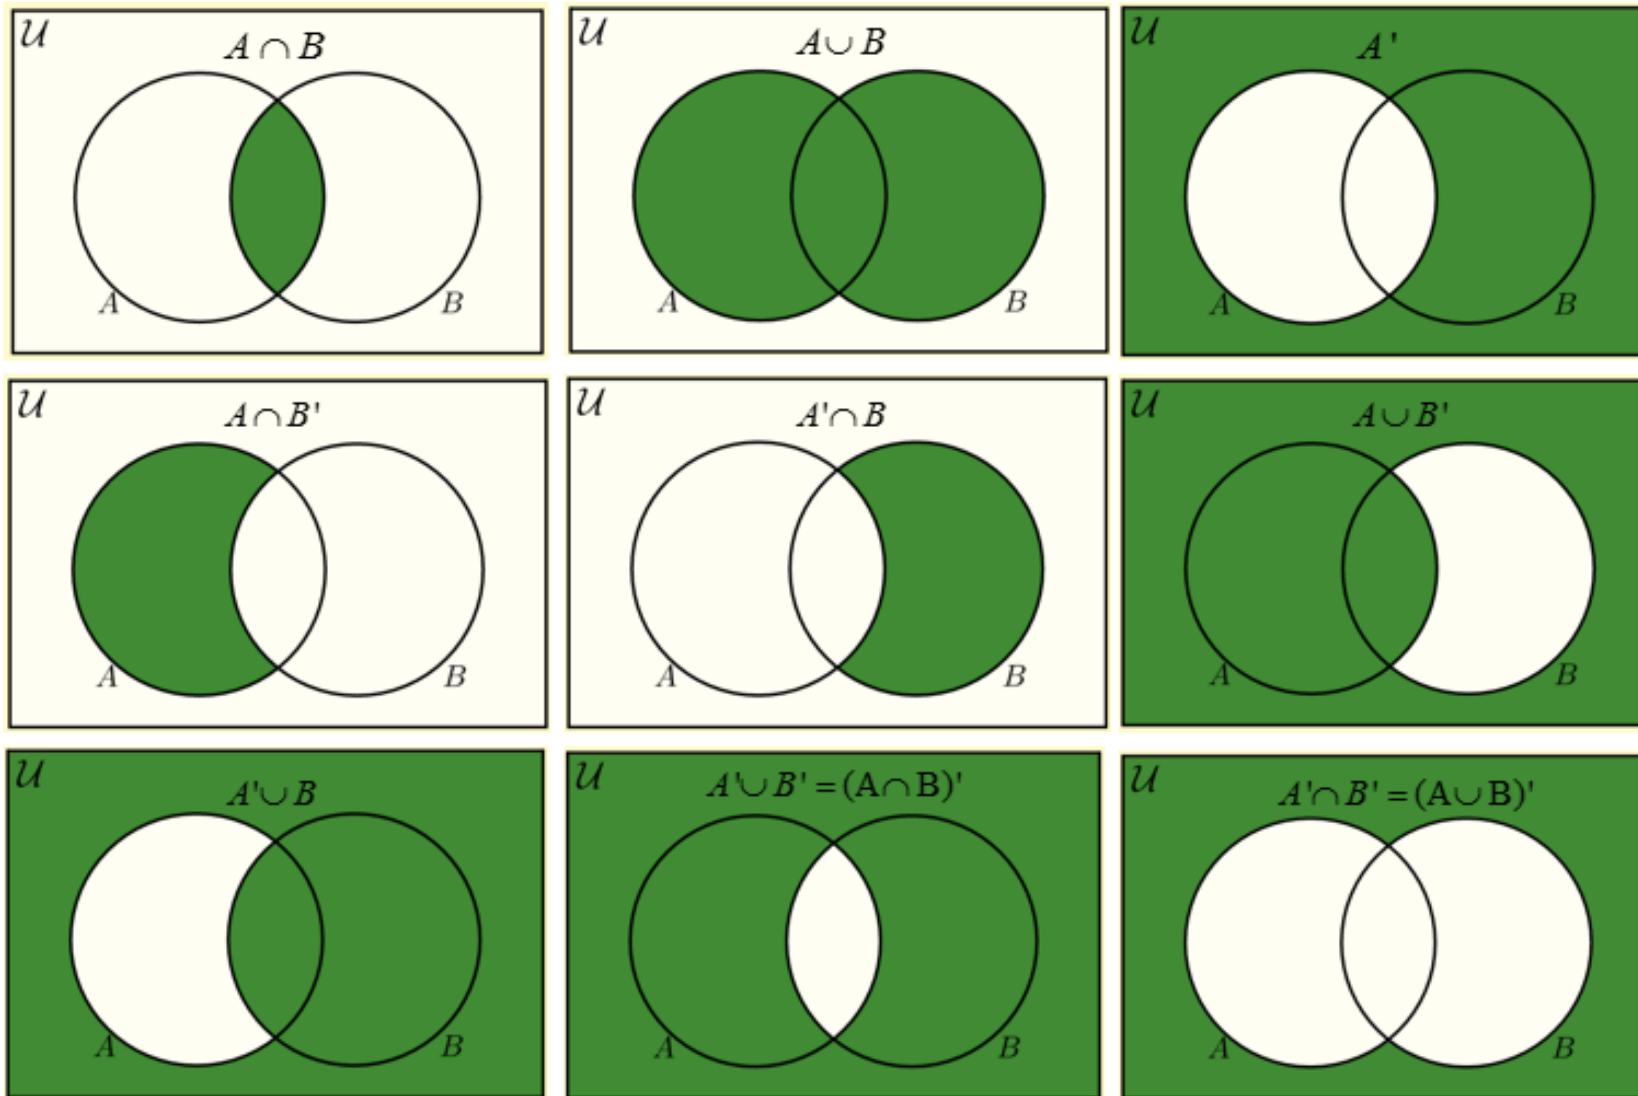 𝒰
A ∩ B
A
B
𝒰
A ∪ B
A
B
𝒰
A '
A
B
𝒰
A ∩ B'
A
B
𝒰
A' ∩ B
A
B
𝒰
A ∪ B'
A
B
𝒰
A' ∪ B
A
B
𝒰
A' ∪ B' = (A ∩ B)'
A
B
𝒰
A' ∩ B' = (A ∪ B)'
A
B